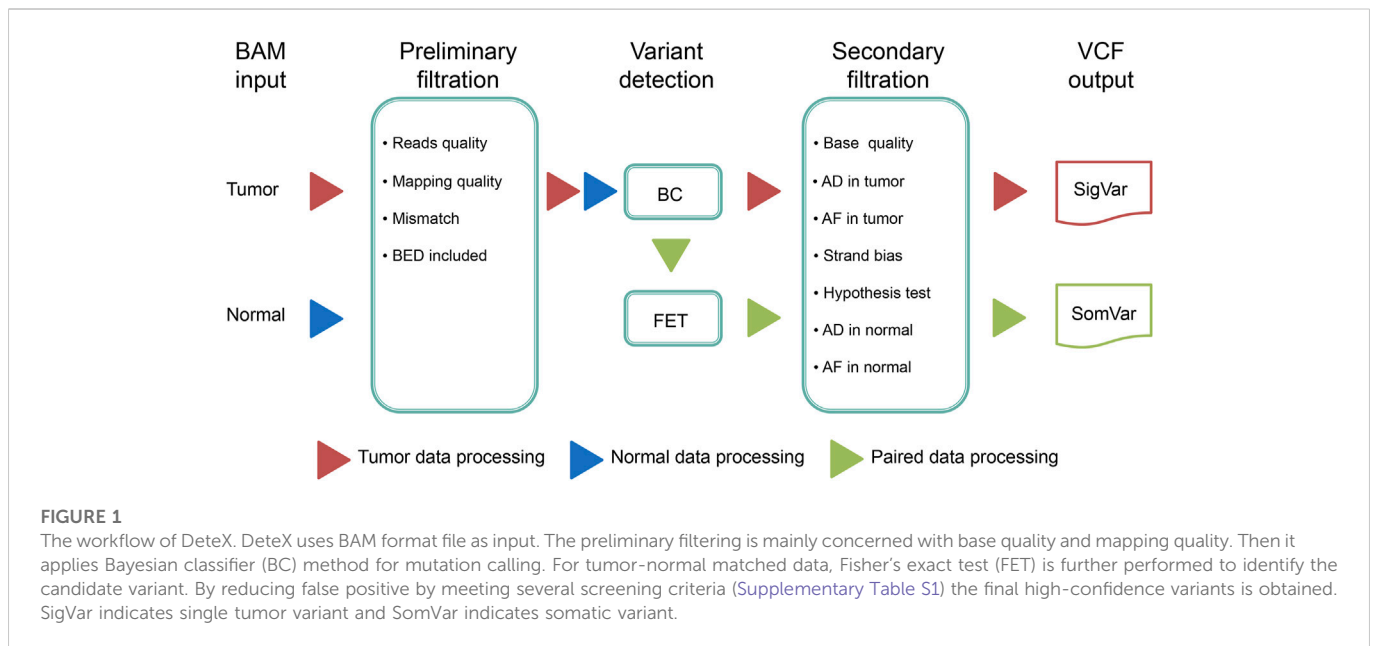 BAM input
Preliminary filtration
Variant detection
Secondary filtration
VCF output
Tumor
Normal
• Reads quality
• Mapping quality
• Mismatch
• BED included
BC
FET
• Base quality
• AD in tumor
• AF in tumor
• Strand bias
• Hypothesis test
• AD in normal
• AF in normal
SigVar
SomVar
Tumor data processing
Normal data processing
Paired data processing
FIGURE 1
The workflow of DeteX. DeteX uses BAM format file as input. The preliminary filtering is mainly concerned with base quality and mapping quality. Then it
applies Bayesian classifier (BC) method for mutation calling. For tumor-normal matched data, Fisher's exact test (FET) is further performed to identify the
candidate variant. By reducing false positive by meeting several screening criteria (Supplementary Table S1) the final high-confidence variants is obtained.
SigVar indicates single tumor variant and SomVar indicates somatic variant.